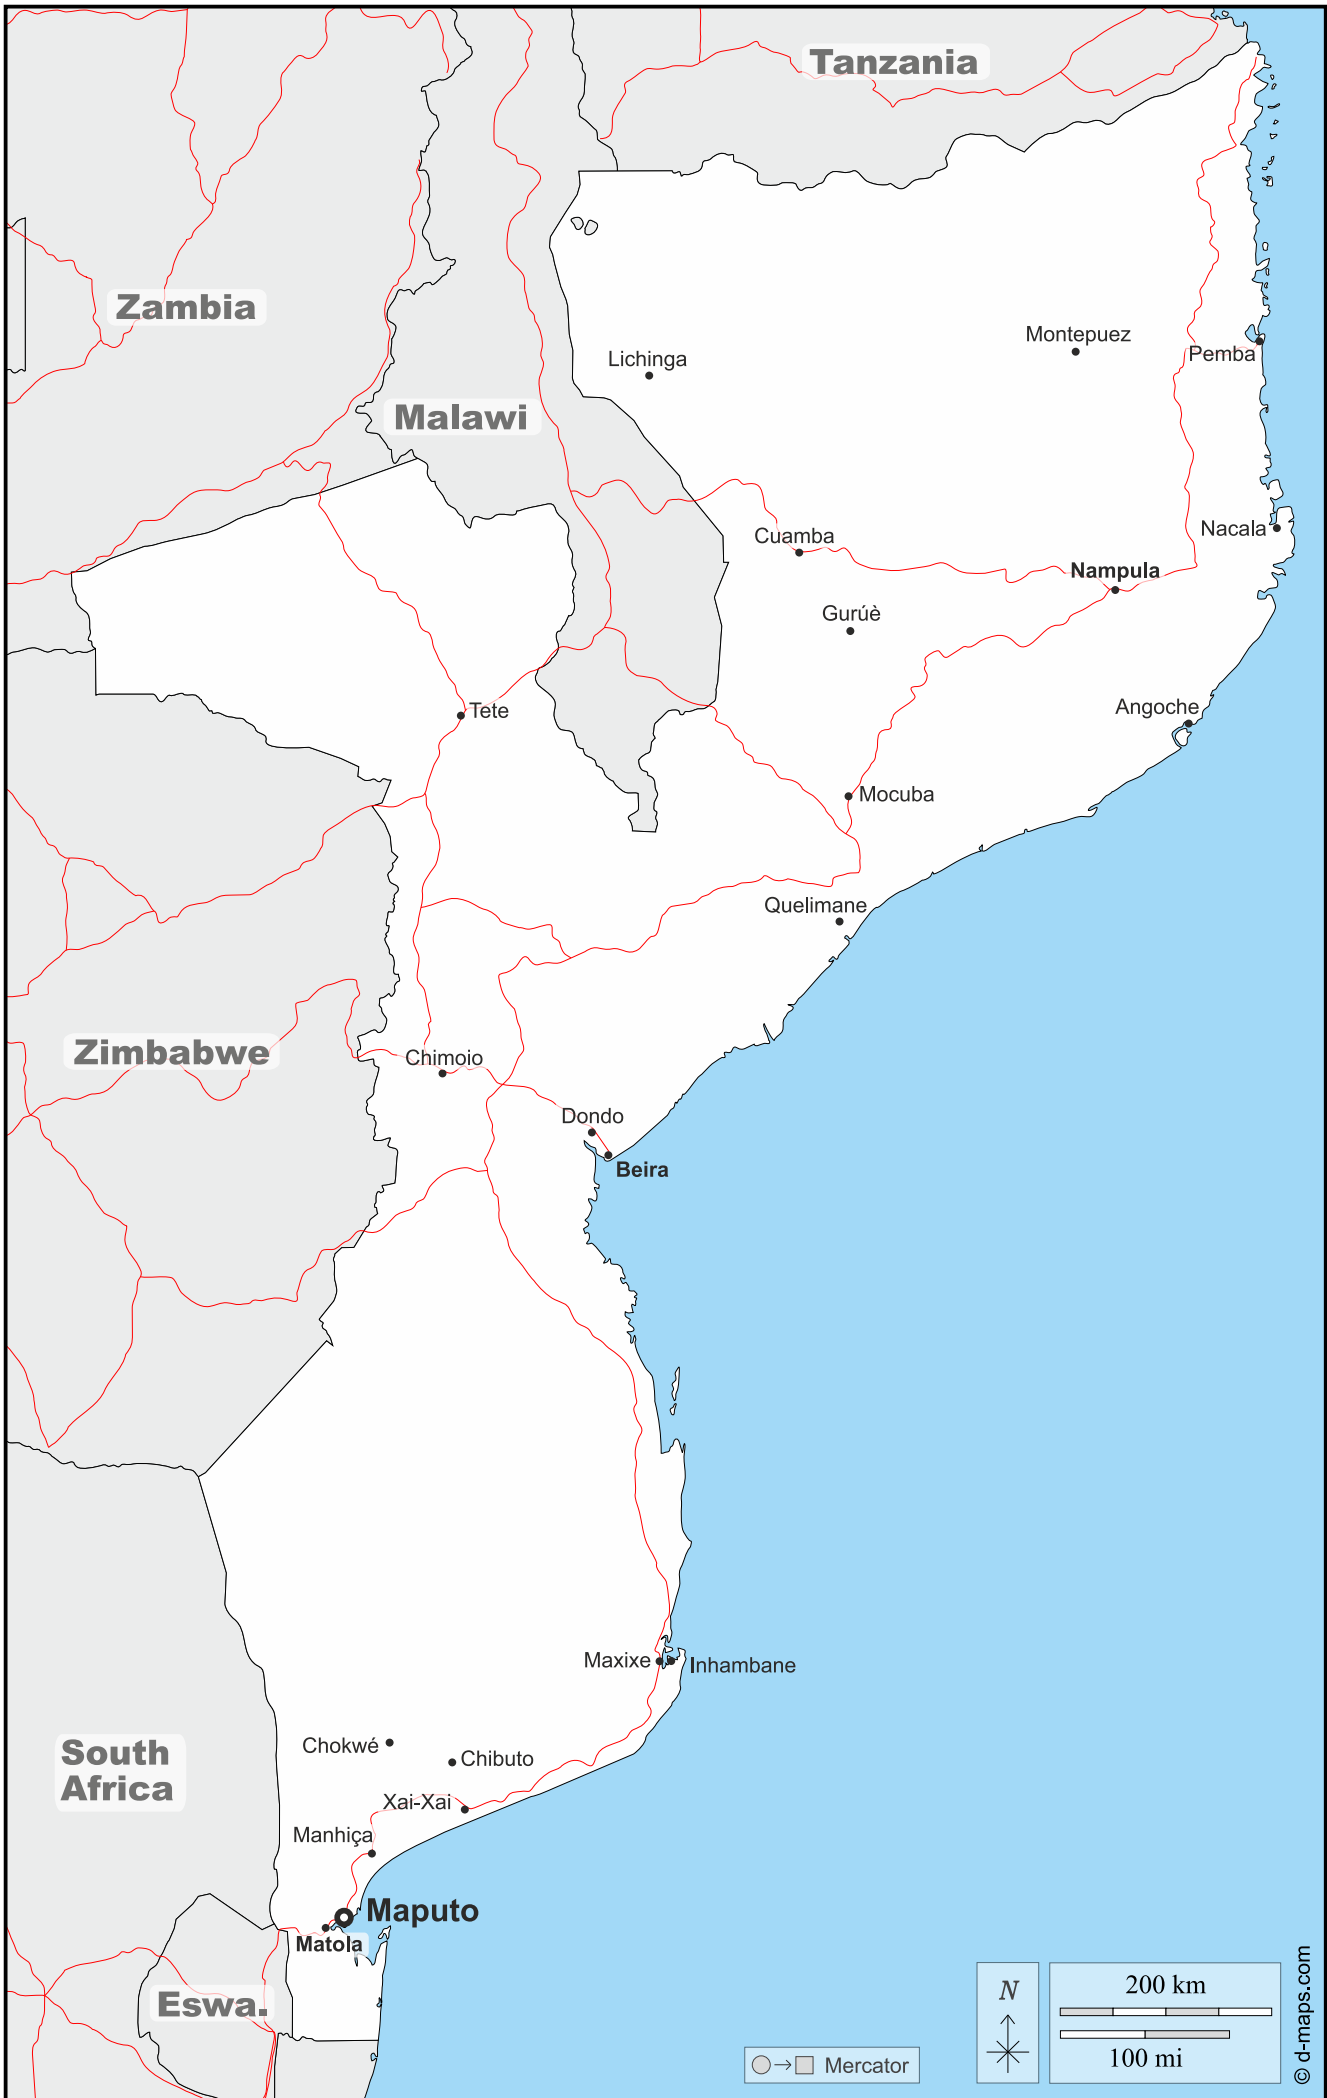 Tanzania
Zambia
Montepuez
Lichinga
Pemba
Malawi
Nacala
Cuamba
Nampula
Gurúè
Angoche
Tete
Mocuba
Quelimane
Zimbabwe
Chimoio
Dondo
Beira
Maxixe
Inhambane
Chokwé
South
Africa
Chibuto
Xai-Xai
Manhiça
Maputo
Matola
Eswa.
N
200 km
100 mi
Mercator
© d-maps.com